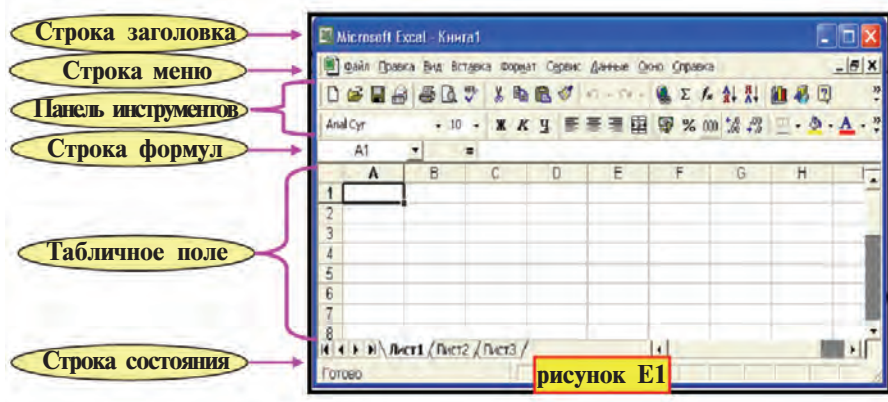 Строка заголовка
Строка меню
Панель инструментов
Строка формул
Табличное поле
Строка состояния
Microsoft Excel - Книга1
Файл Правка Вид Вставка Формат Сервис Данные Окно Справка
Arial Cyr 10 Ж К Ч % 000
A1 =
A B C D E F G H
1
2
3
4
5
6
7
8
Лист1 Лист2 Лист3
Готово
рисунок E1